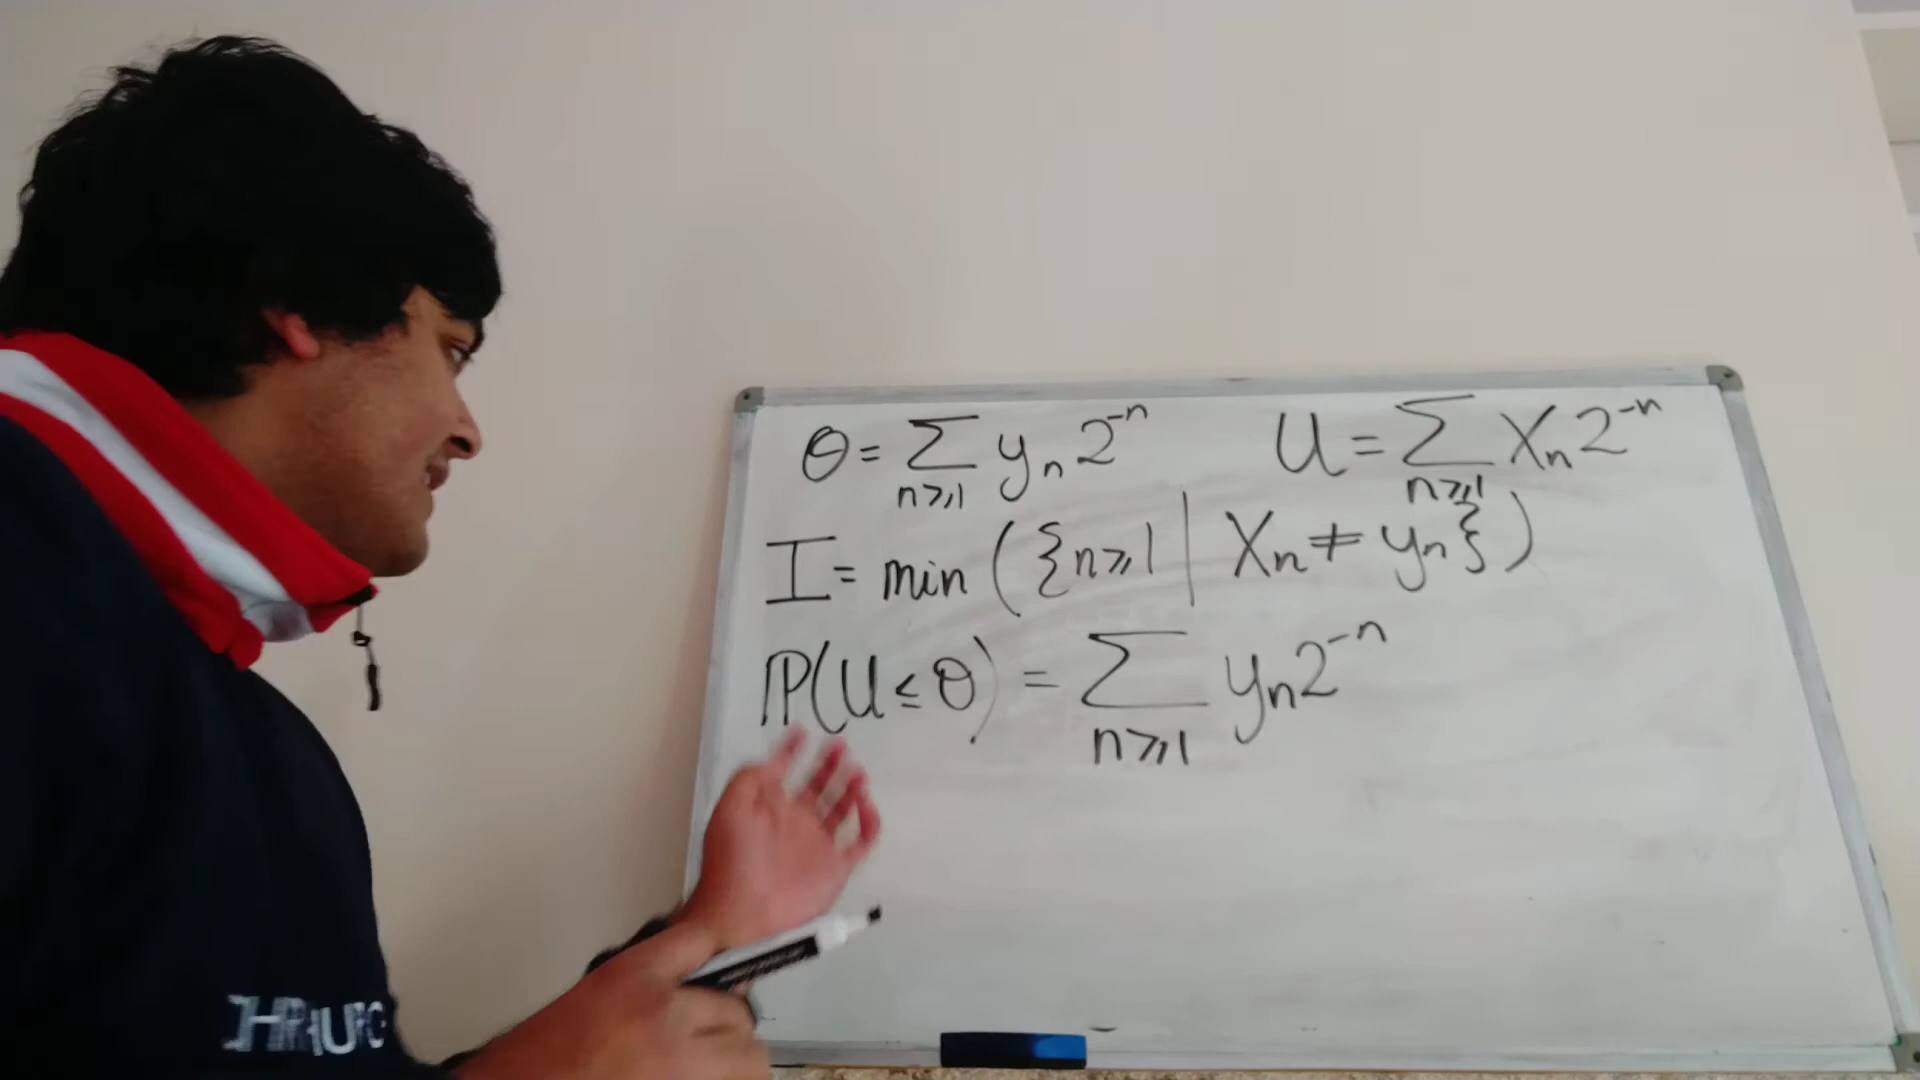 θ = ∑_{n⩾1} y_n 2^{-n}    U = ∑_{n⩾1} X_n 2^{-n}
I = min ( { n⩾1 | X_n ≠ y_n } )
ℙ(U ≤ θ) = ∑_{n⩾1} y_n 2^{-n}